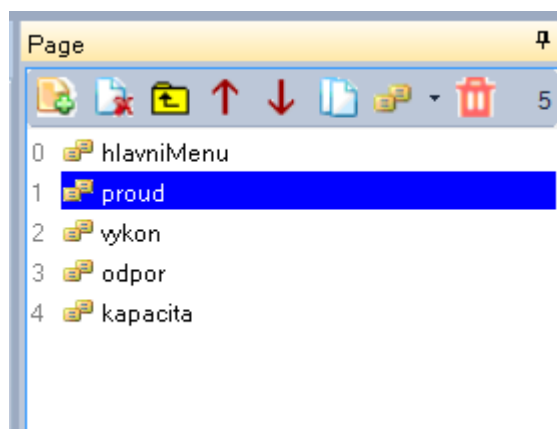 Page
5
0 hlavniMenu
1 proud
2 vykon
3 odpor
4 kapacita